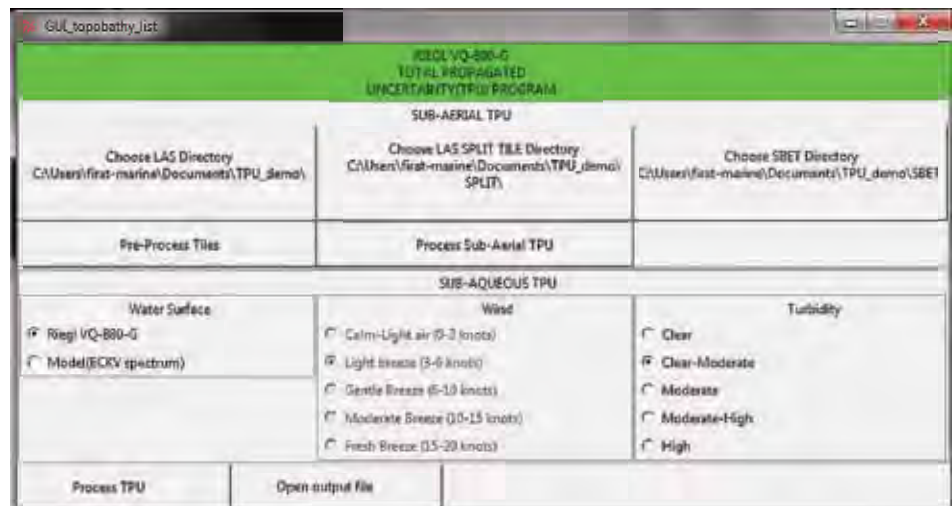 GUI_topobathy_list
RIEGL VQ-880-G
TOTAL PROPAGATED
UNCERTAINTY(TPU) PROGRAM
SUB-AERIAL TPU
Choose LAS Directory
C:\Users\first-marine\Documents\TPU_demo\
Choose LAS SPLIT TILE Directory
C:\Users\first-marine\Documents\TPU_demo\
SPLIT\
Choose SBET Directory
C:\Users\first-marine\Documents\TPU_demo\SBET
Pre-Process Tiles
Process Sub-Aerial TPU
SUB-AQUEOUS TPU
Water Surface
Riegl VQ-880-G
Model(ECKV spectrum)
Wind
Calm-Light air (0-2 knots)
Light breeze (3-6 knots)
Gentle Breeze (6-10 knots)
Moderate Breeze (10-15 knots)
Fresh Breeze (15-20 knots)
Turbidity
Clear
Clear-Moderate
Moderate
Moderate-High
High
Process TPU
Open output file